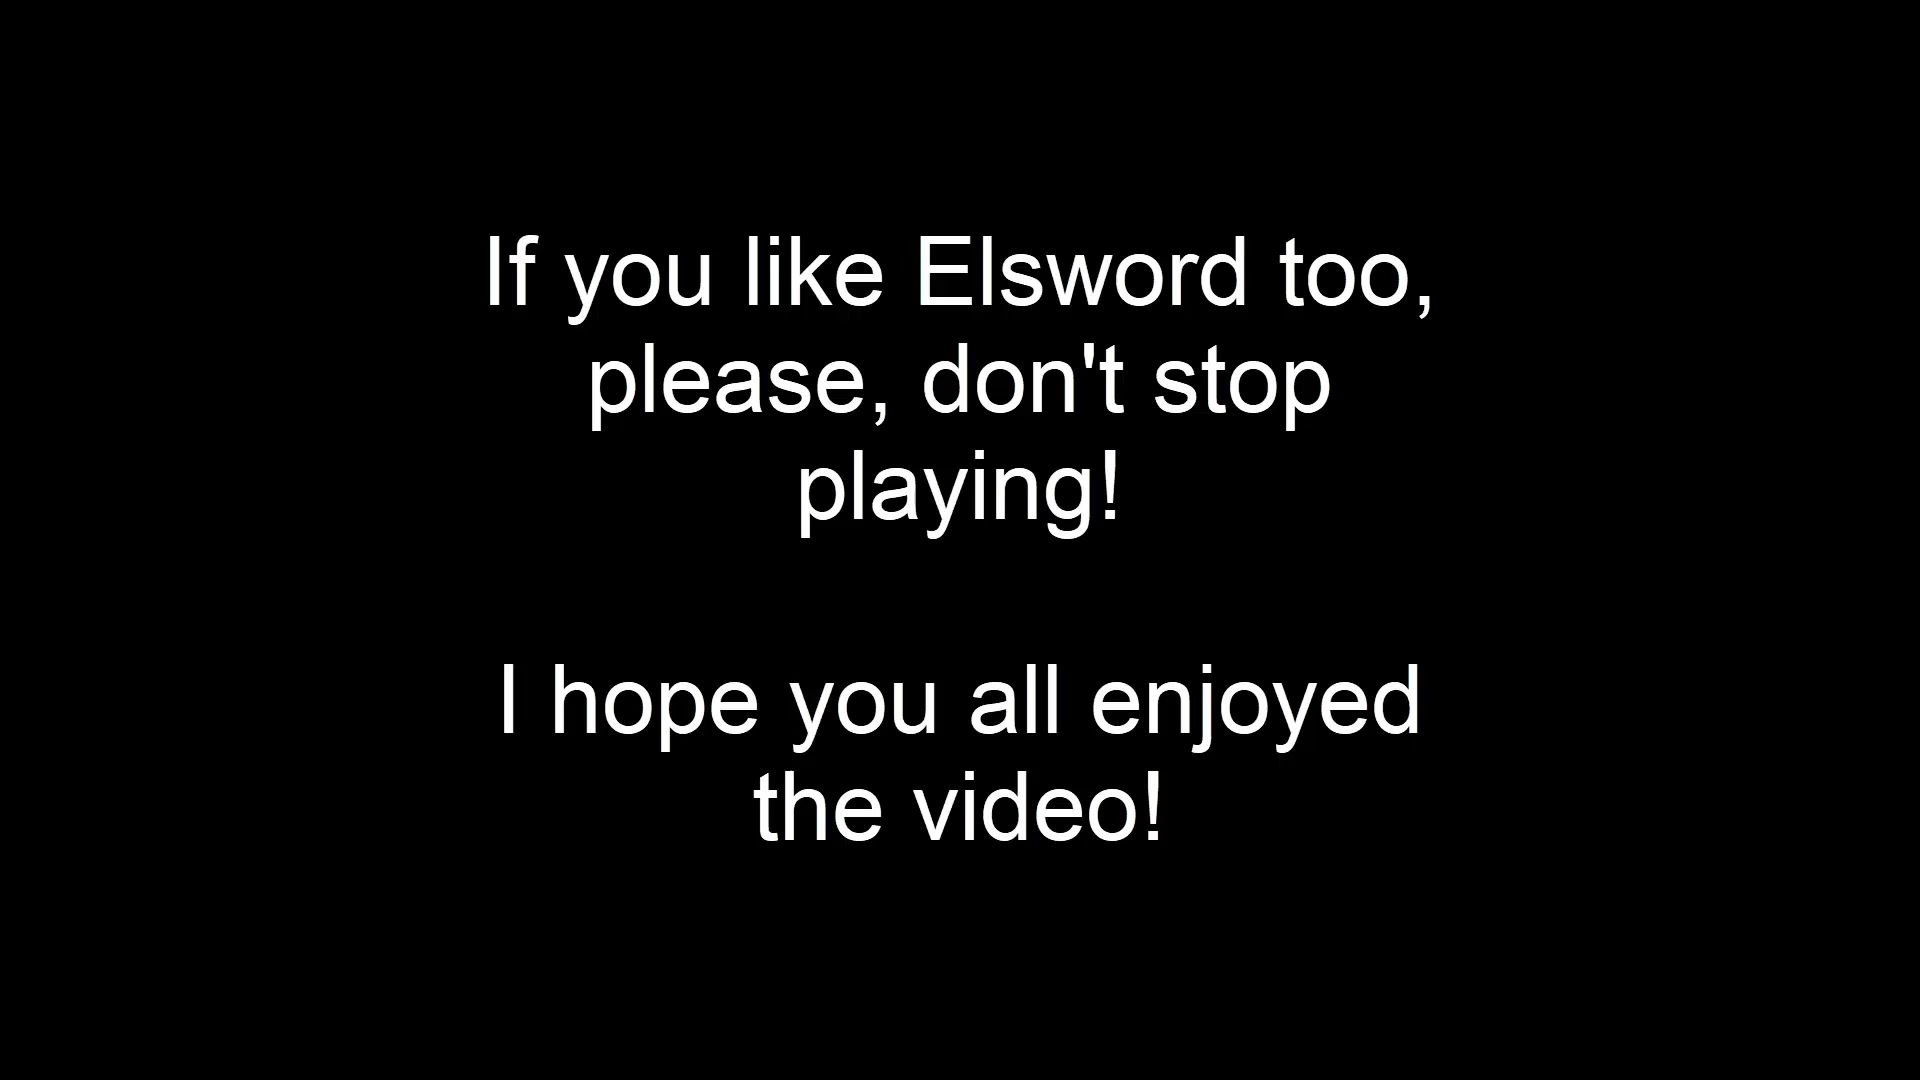 If you like Elsword too,
please, don't stop
playing!
I hope you all enjoyed
the video!